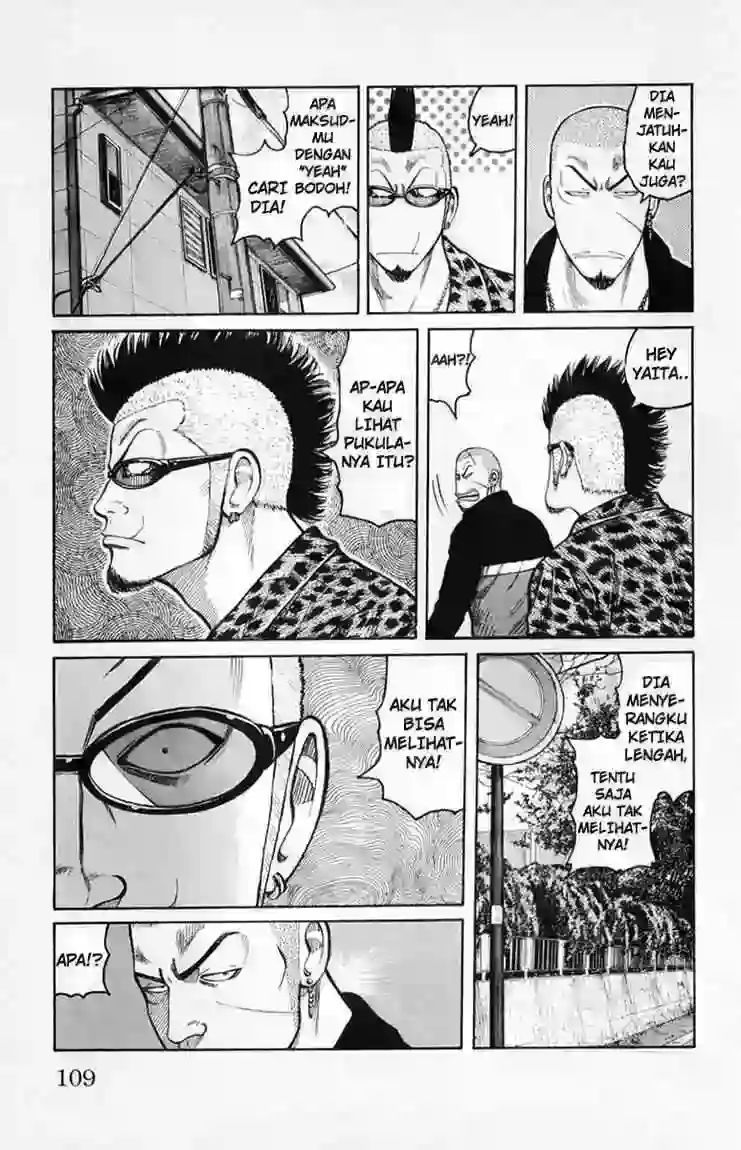 DIA
MEN-
JATUH-
KAN
KAU
JUGA?
YEAH!
APA
MAKSUD-
MU
DENGAN
"YEAH"
BODOH!
CARI
DIA!
HEY
YAITA..
AAH?!
AP-APA
KAU
LIHAT
PUKULA-
NYA ITU?
DIA
MENYE-
RANGKU
KETIKA
LENGAH,
TENTU
SAJA
AKU TAK
MELIHAT-
NYA!
AKU TAK
BISA
MELIHAT-
NYA!
APA!?
109